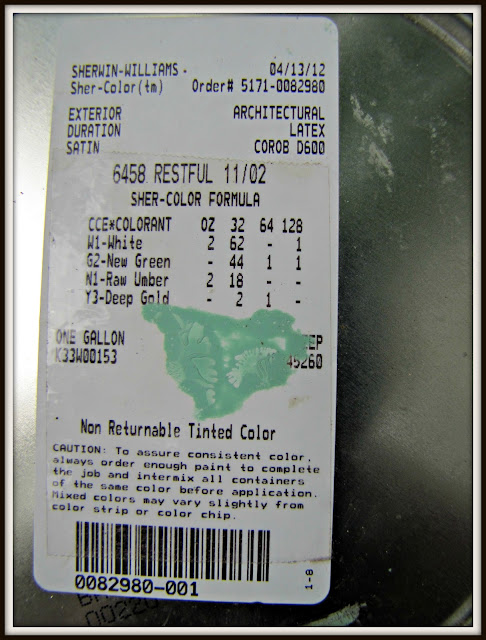 SHERWIN-WILLIAMS. 04/13/12
Sher-Color(tm) Order# 5171-0082980
EXTERIOR ARCHITECTURAL
DURATION LATEX
SATIN COROB D600
6458 RESTFUL 11/02
SHER-COLOR FORMULA
CCE*COLORANT OZ 32 64 128
W1-White 2 62 - 1
G2-New Green - 44 1 1
N1-Raw Umber 2 18 - -
Y3-Deep Gold - 2 1 -
ONE GALLON
K33W00153 45260
Non Returnable Tinted Color
CAUTION: To assure consistent color,
always order enough paint to complete
the job and intermix all containers
of the same color before application.
Mixed colors may vary slightly from
color strip or color chip.
0082980-001
1-8